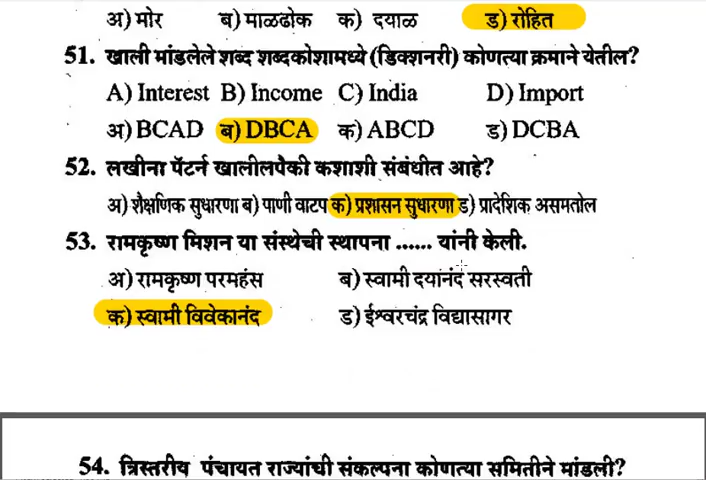 अ) मोर ब) माळढोक क) दयाळ ड) रोहित
51. खाली मांडलेले शब्द शब्दकोशामध्ये (डिक्शनरी) कोणत्या क्रमाने येतील?
A) Interest B) Income C) India D) Import
अ) BCAD ब) DBCA क) ABCD ड) DCBA
52. लखीना पॅटर्न खालीलपैकी कशाशी संबंधीत आहे?
अ) शैक्षणिक सुधारणा ब) पाणी वाटप क) प्रशासन सुधारणा ड) प्रादेशिक असमतोल
53. रामकृष्ण मिशन या संस्थेची स्थापना ...... यांनी केली.
अ) रामकृष्ण परमहंस ब) स्वामी दयानंद सरस्वती
क) स्वामी विवेकानंद ड) ईश्वरचंद्र विद्यासागर
54. त्रिस्तरीय पंचायत राज्यांची संकल्पना कोणत्या समितीने मांडली?